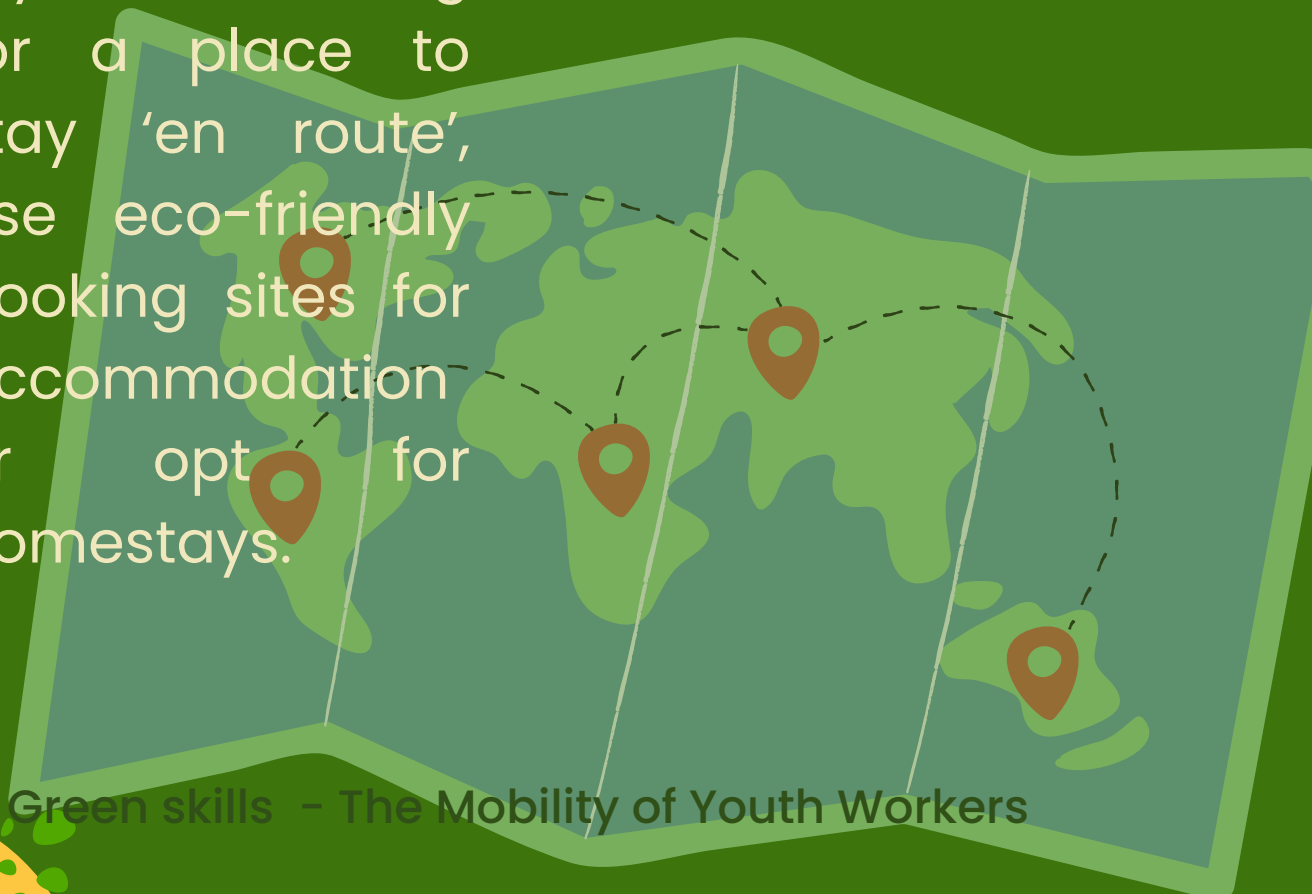 or a place to
tay ‘en route’,
se eco-friendly
ooking sites for
ccommodation
r opt for
omestays.
Green skills - The Mobility of Youth Workers